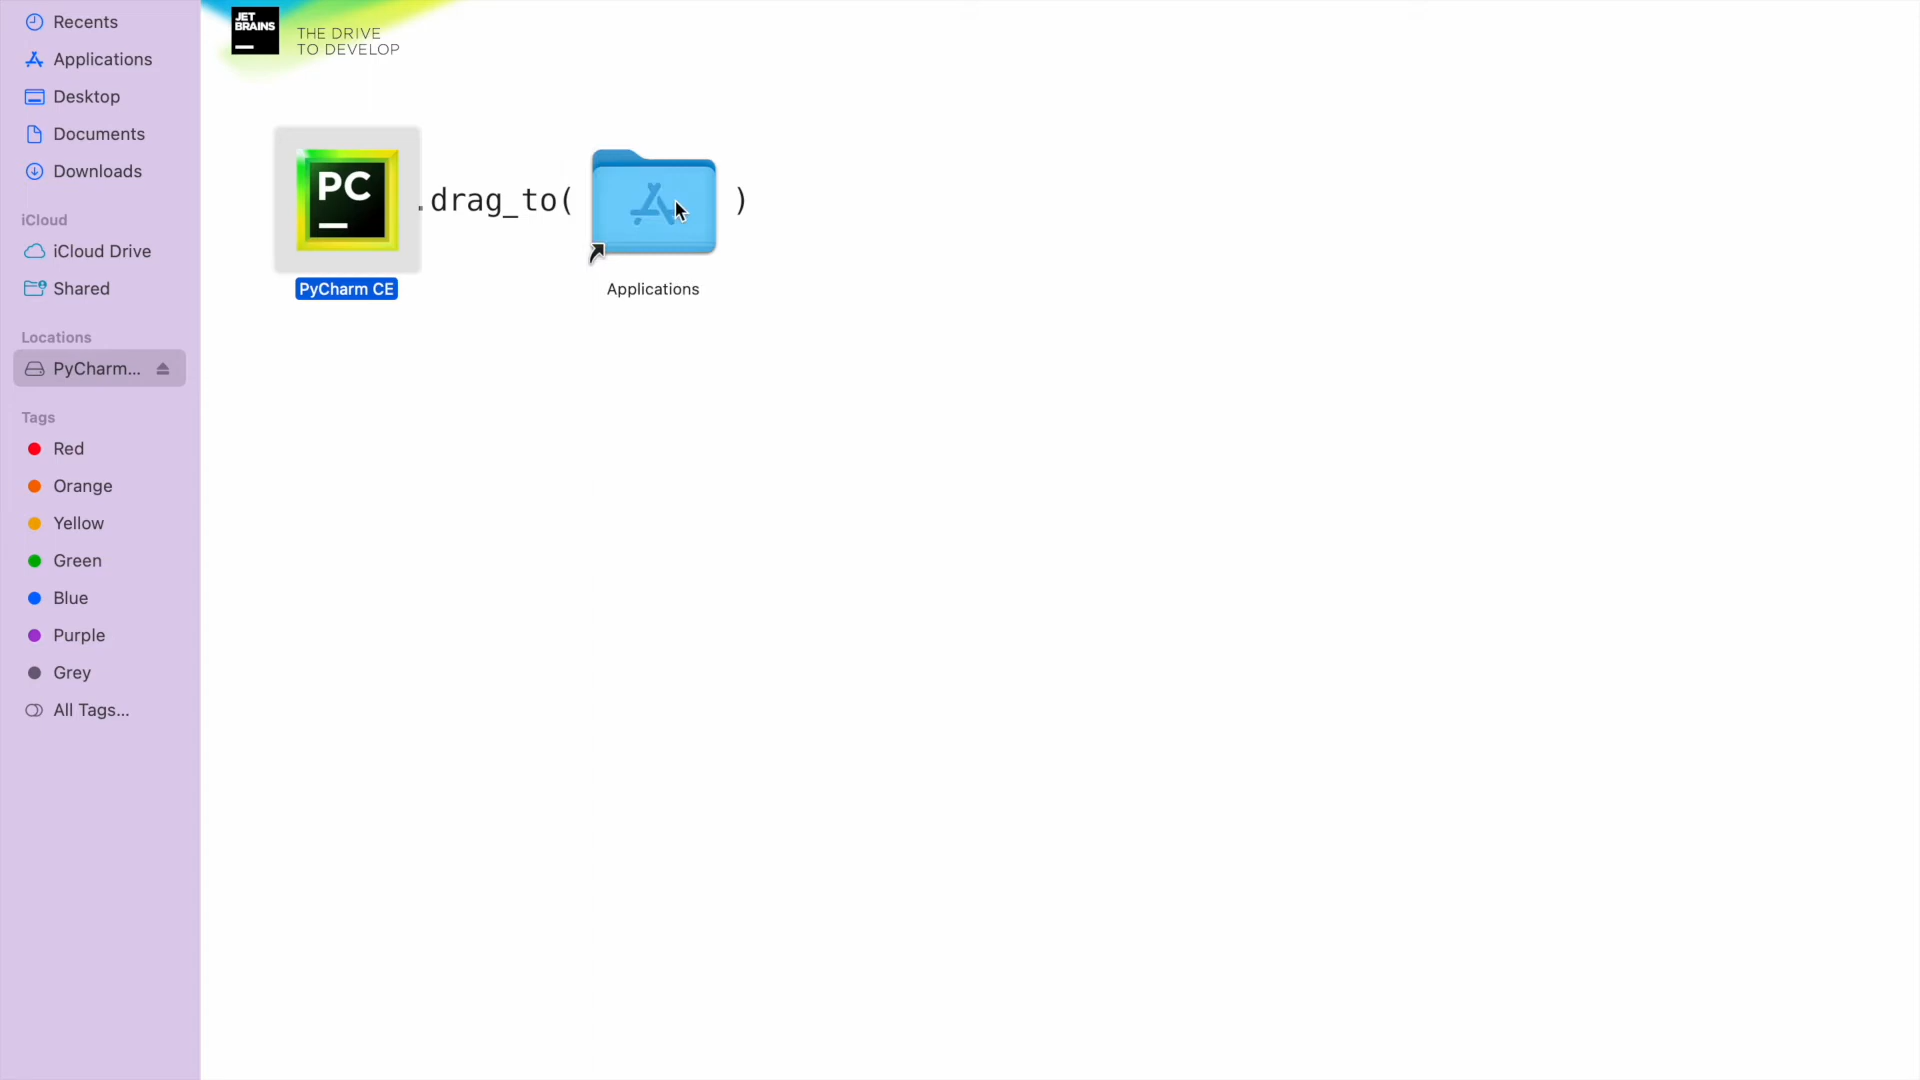 Recents
Applications
Desktop
Documents
Downloads
iCloud
iCloud Drive
Shared
Locations
PyCharm...
Tags
Red
Orange
Yellow
Green
Blue
Purple
Grey
All Tags...
JET
BRAINS
THE DRIVE
TO DEVELOP
PC
.drag_to( )
PyCharm CE
Applications